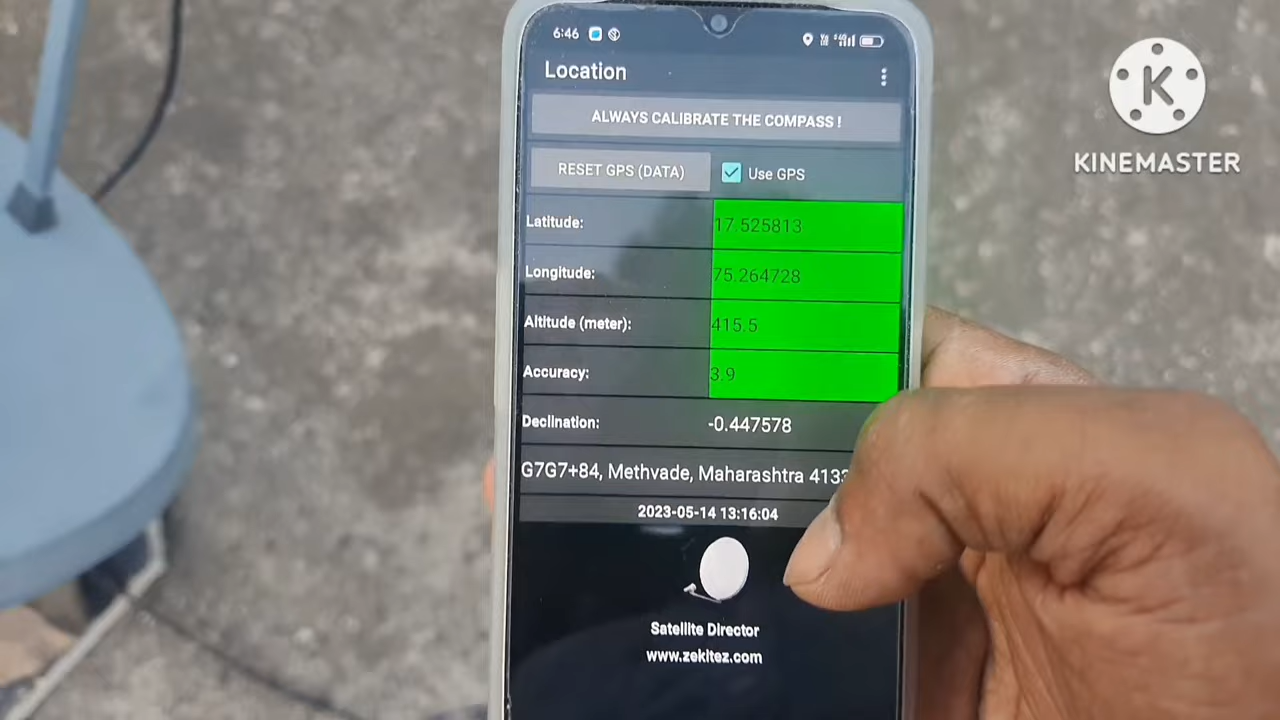 6:46
Location
ALWAYS CALIBRATE THE COMPASS !
RESET GPS (DATA) Use GPS
Latitude: 17.525813
Longitude: 75.264728
Altitude (meter): 415.5
Accuracy: 3.9
Declination: -0.447578
G7G7+84, Methvade, Maharashtra 4133
2023-05-14 13:16:04
Satellite Director
www.zekitez.com
K
KINEMASTER